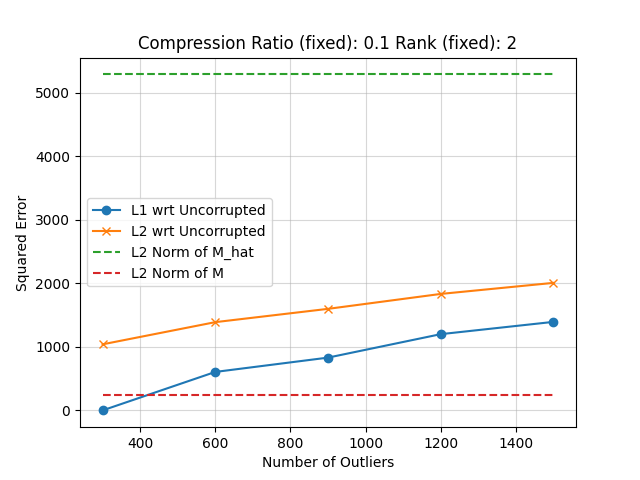 Compression Ratio (fixed): 0.1 Rank (fixed): 2
Squared Error
5000
4000
3000
2000
1000
0
L1 wrt Uncorrupted
L2 wrt Uncorrupted
L2 Norm of M_hat
L2 Norm of M
400 600 800 1000 1200 1400
Number of Outliers